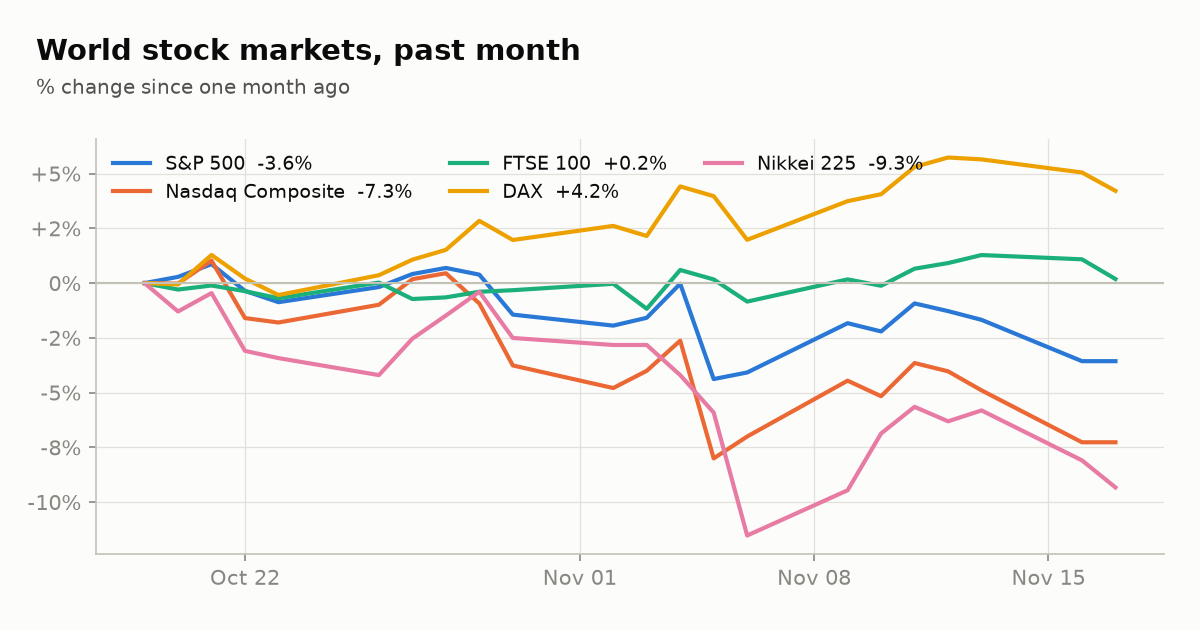 World stock markets, past month
% change since one month ago
S&P 500 -3.6%
Nasdaq Composite -7.3%
FTSE 100 +0.2%
DAX +4.2%
Nikkei 225 -9.3%
+5%
+2%
0%
-2%
-5%
-8%
-10%
Oct 22
Nov 01
Nov 08
Nov 15